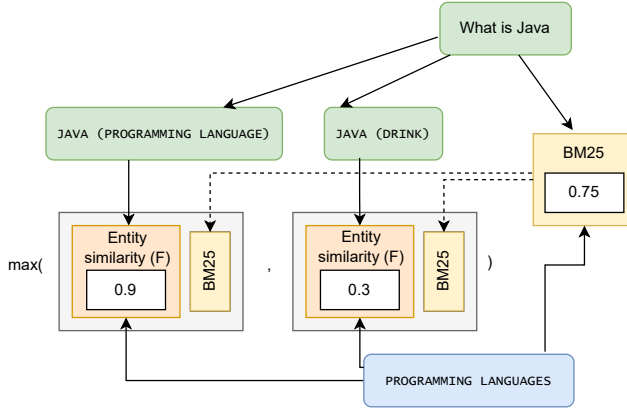 What is Java
JAVA (PROGRAMMING LANGUAGE)
JAVA (DRINK)
BM25
0.75
max(
Entity
similarity (F)
0.9
BM25
,
Entity
similarity (F)
0.3
BM25
)
PROGRAMMING LANGUAGES